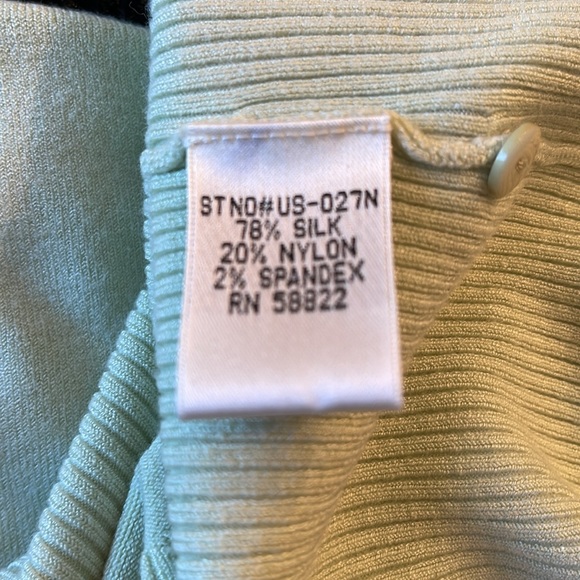 STNO#US-027N
78% SILK
20% NYLON
2% SPANDEX
RN 58822